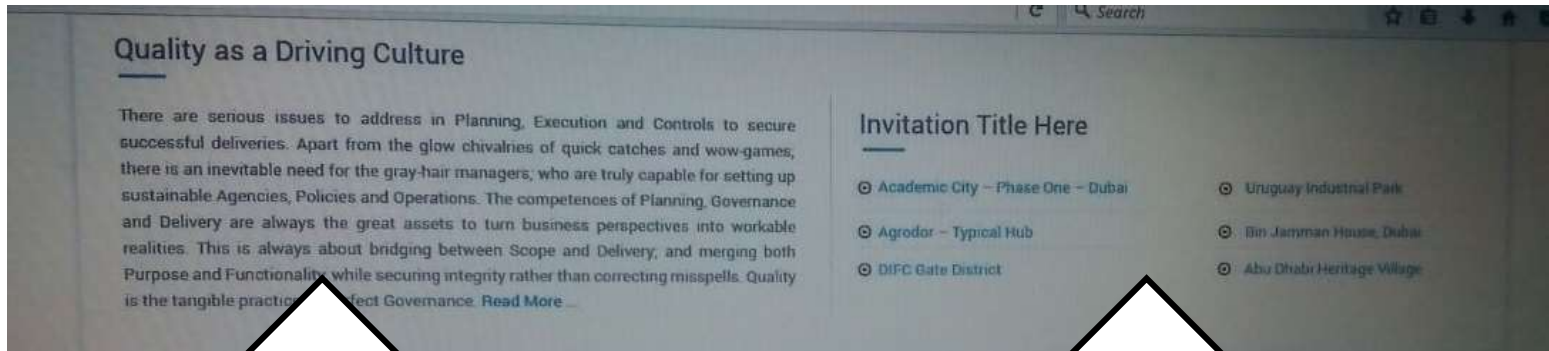 Search
Quality as a Driving Culture
There are serious issues to address in Planning, Execution and Controls to secure
successful deliveries. Apart from the glow chivalries of quick catches and wow-games,
there is an inevitable need for the gray-hair managers, who are truly capable for setting up
sustainable Agencies, Policies and Operations. The competences of Planning, Governance
and Delivery are always the great assets to turn business perspectives into workable
realities. This is always about bridging between Scope and Delivery, and merging both
Purpose and Functionality while securing integrity rather than correcting misspells. Quality
is the tangible practic fect Governance. Read More ...
Invitation Title Here
Academic City – Phase One – Dubai
Uruguay Industrial Park
Agrodor – Typical Hub
Bin Jamman House, Dubai
DIFC Gate District
Abu Dhabi Heritage Village